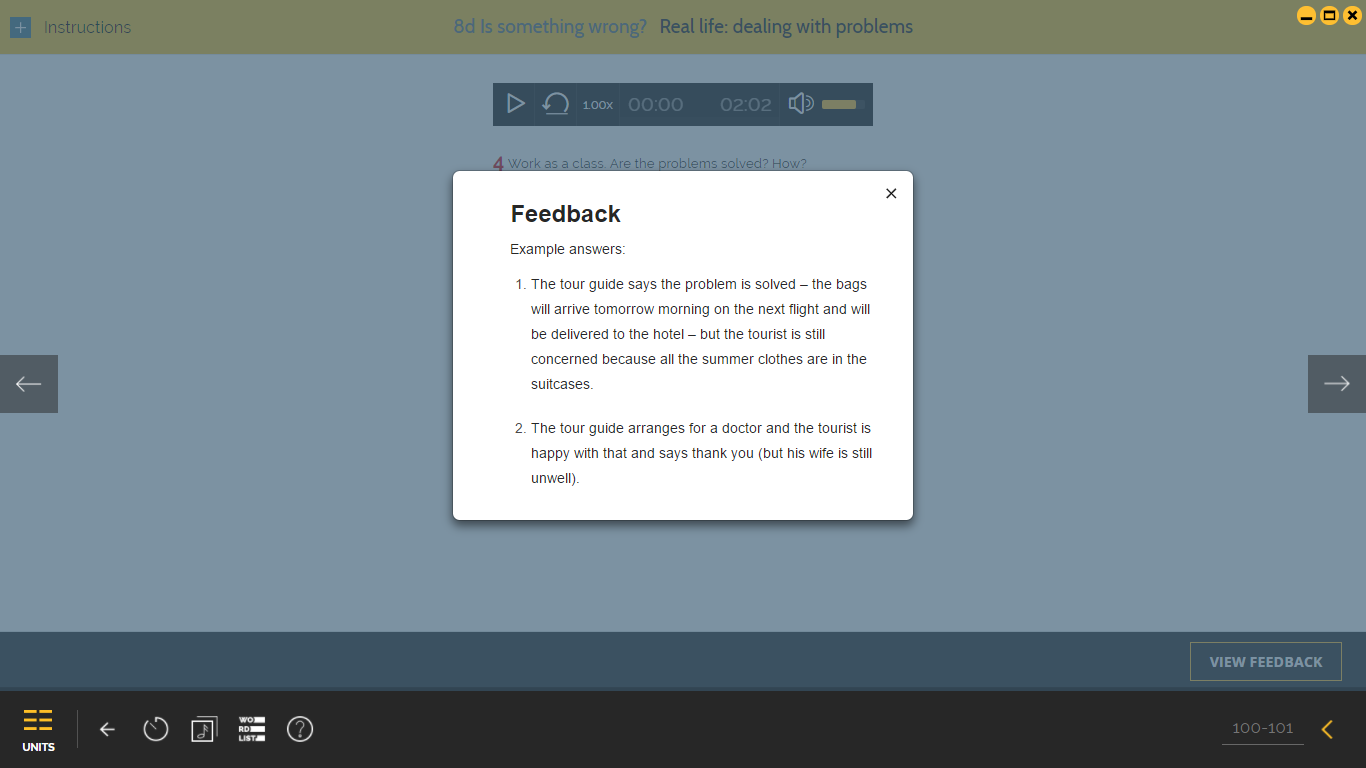 Instructions
8d Is something wrong? Real life: dealing with problems
1.00x 00:00 02:02
4 Work as a class. Are the problems solved? How?
Feedback
Example answers:
1. The tour guide says the problem is solved – the bags
will arrive tomorrow morning on the next flight and will
be delivered to the hotel – but the tourist is still
concerned because all the summer clothes are in the
suitcases.
2. The tour guide arranges for a doctor and the tourist is
happy with that and says thank you (but his wife is still
unwell).
VIEW FEEDBACK
UNITS
WO
RD
LIST
?
100-101